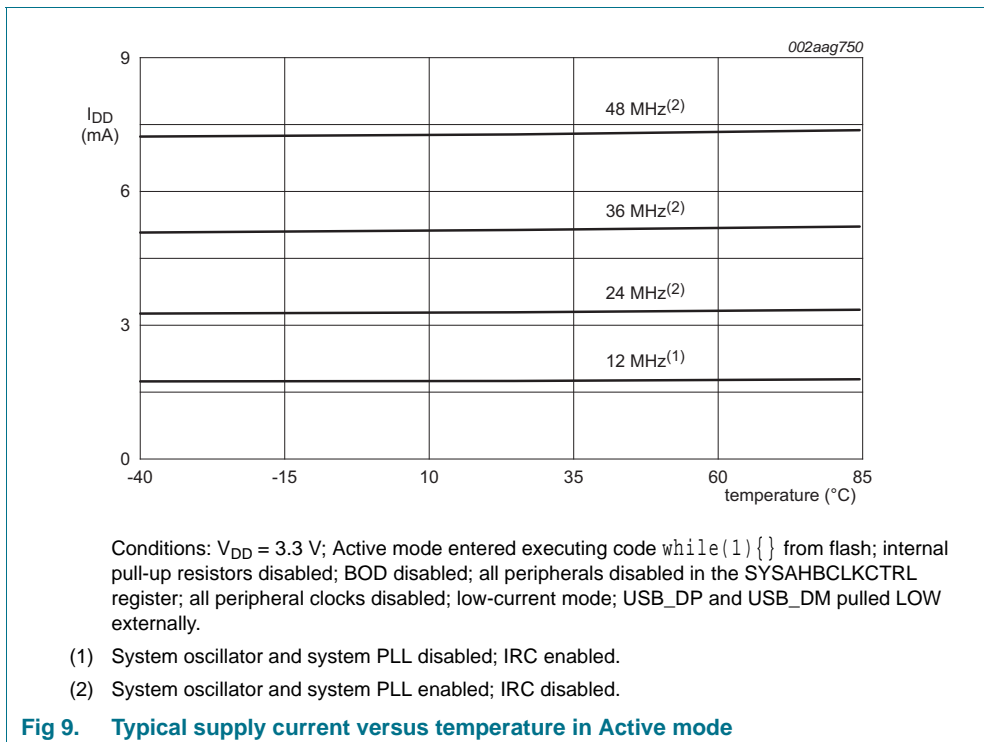 002aag750
9
I_DD
(mA)
48 MHz(2)
6
36 MHz(2)
24 MHz(2)
3
12 MHz(1)
0
-40 -15 10 35 60 85
temperature (°C)
Conditions: V_DD = 3.3 V; Active mode entered executing code while(1){} from flash; internal
pull-up resistors disabled; BOD disabled; all peripherals disabled in the SYSAHBCLKCTRL
register; all peripheral clocks disabled; low-current mode; USB_DP and USB_DM pulled LOW
externally.
(1) System oscillator and system PLL disabled; IRC enabled.
(2) System oscillator and system PLL enabled; IRC disabled.
Fig 9. Typical supply current versus temperature in Active mode